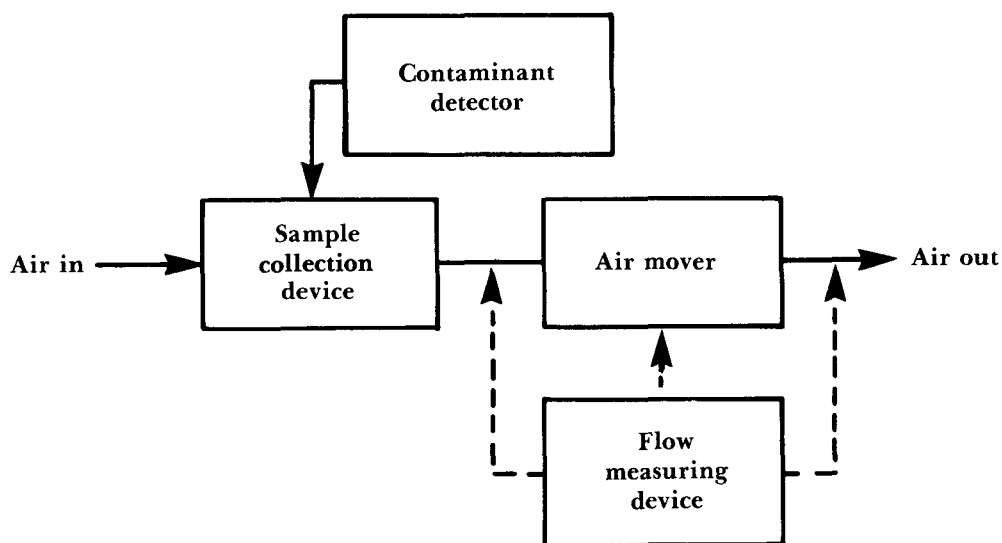 Contaminant
detector
Sample
collection
device
Air in
Air mover
Air out
Flow
measuring
device